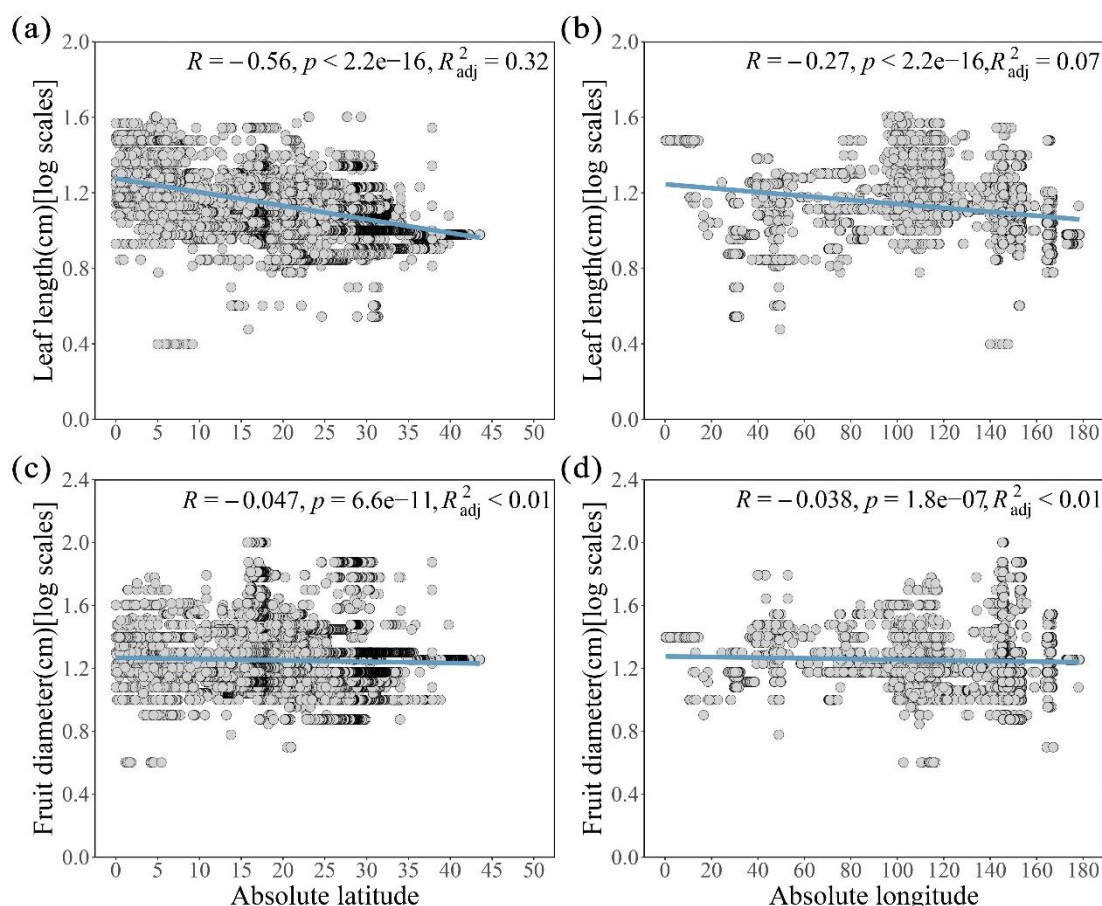 (a)
R = −0.56, p < 2.2e−16, R²adj = 0.32
Leaf length(cm)[log scales]
2.0
1.6
1.2
0.8
0.4
0.0
0 5 10 15 20 25 30 35 40 45 50
(b)
R = −0.27, p < 2.2e−16,R²adj = 0.07
Leaf length(cm)[log scales]
2.0
1.6
1.2
0.8
0.4
0.0
0 20 40 60 80 100 120 140 160 180
(c)
R = −0.047, p = 6.6e−11, R²adj < 0.01
Fruit diameter(cm)[log scales]
2.4
2.0
1.6
1.2
0.8
0.4
0.0
0 5 10 15 20 25 30 35 40 45 50
Absolute latitude
(d)
R = −0.038, p = 1.8e−07,R²adj < 0.01
Fruit diameter(cm)[log scales]
2.4
2.0
1.6
1.2
0.8
0.4
0.0
0 20 40 60 80 100 120 140 160 180
Absolute longitude